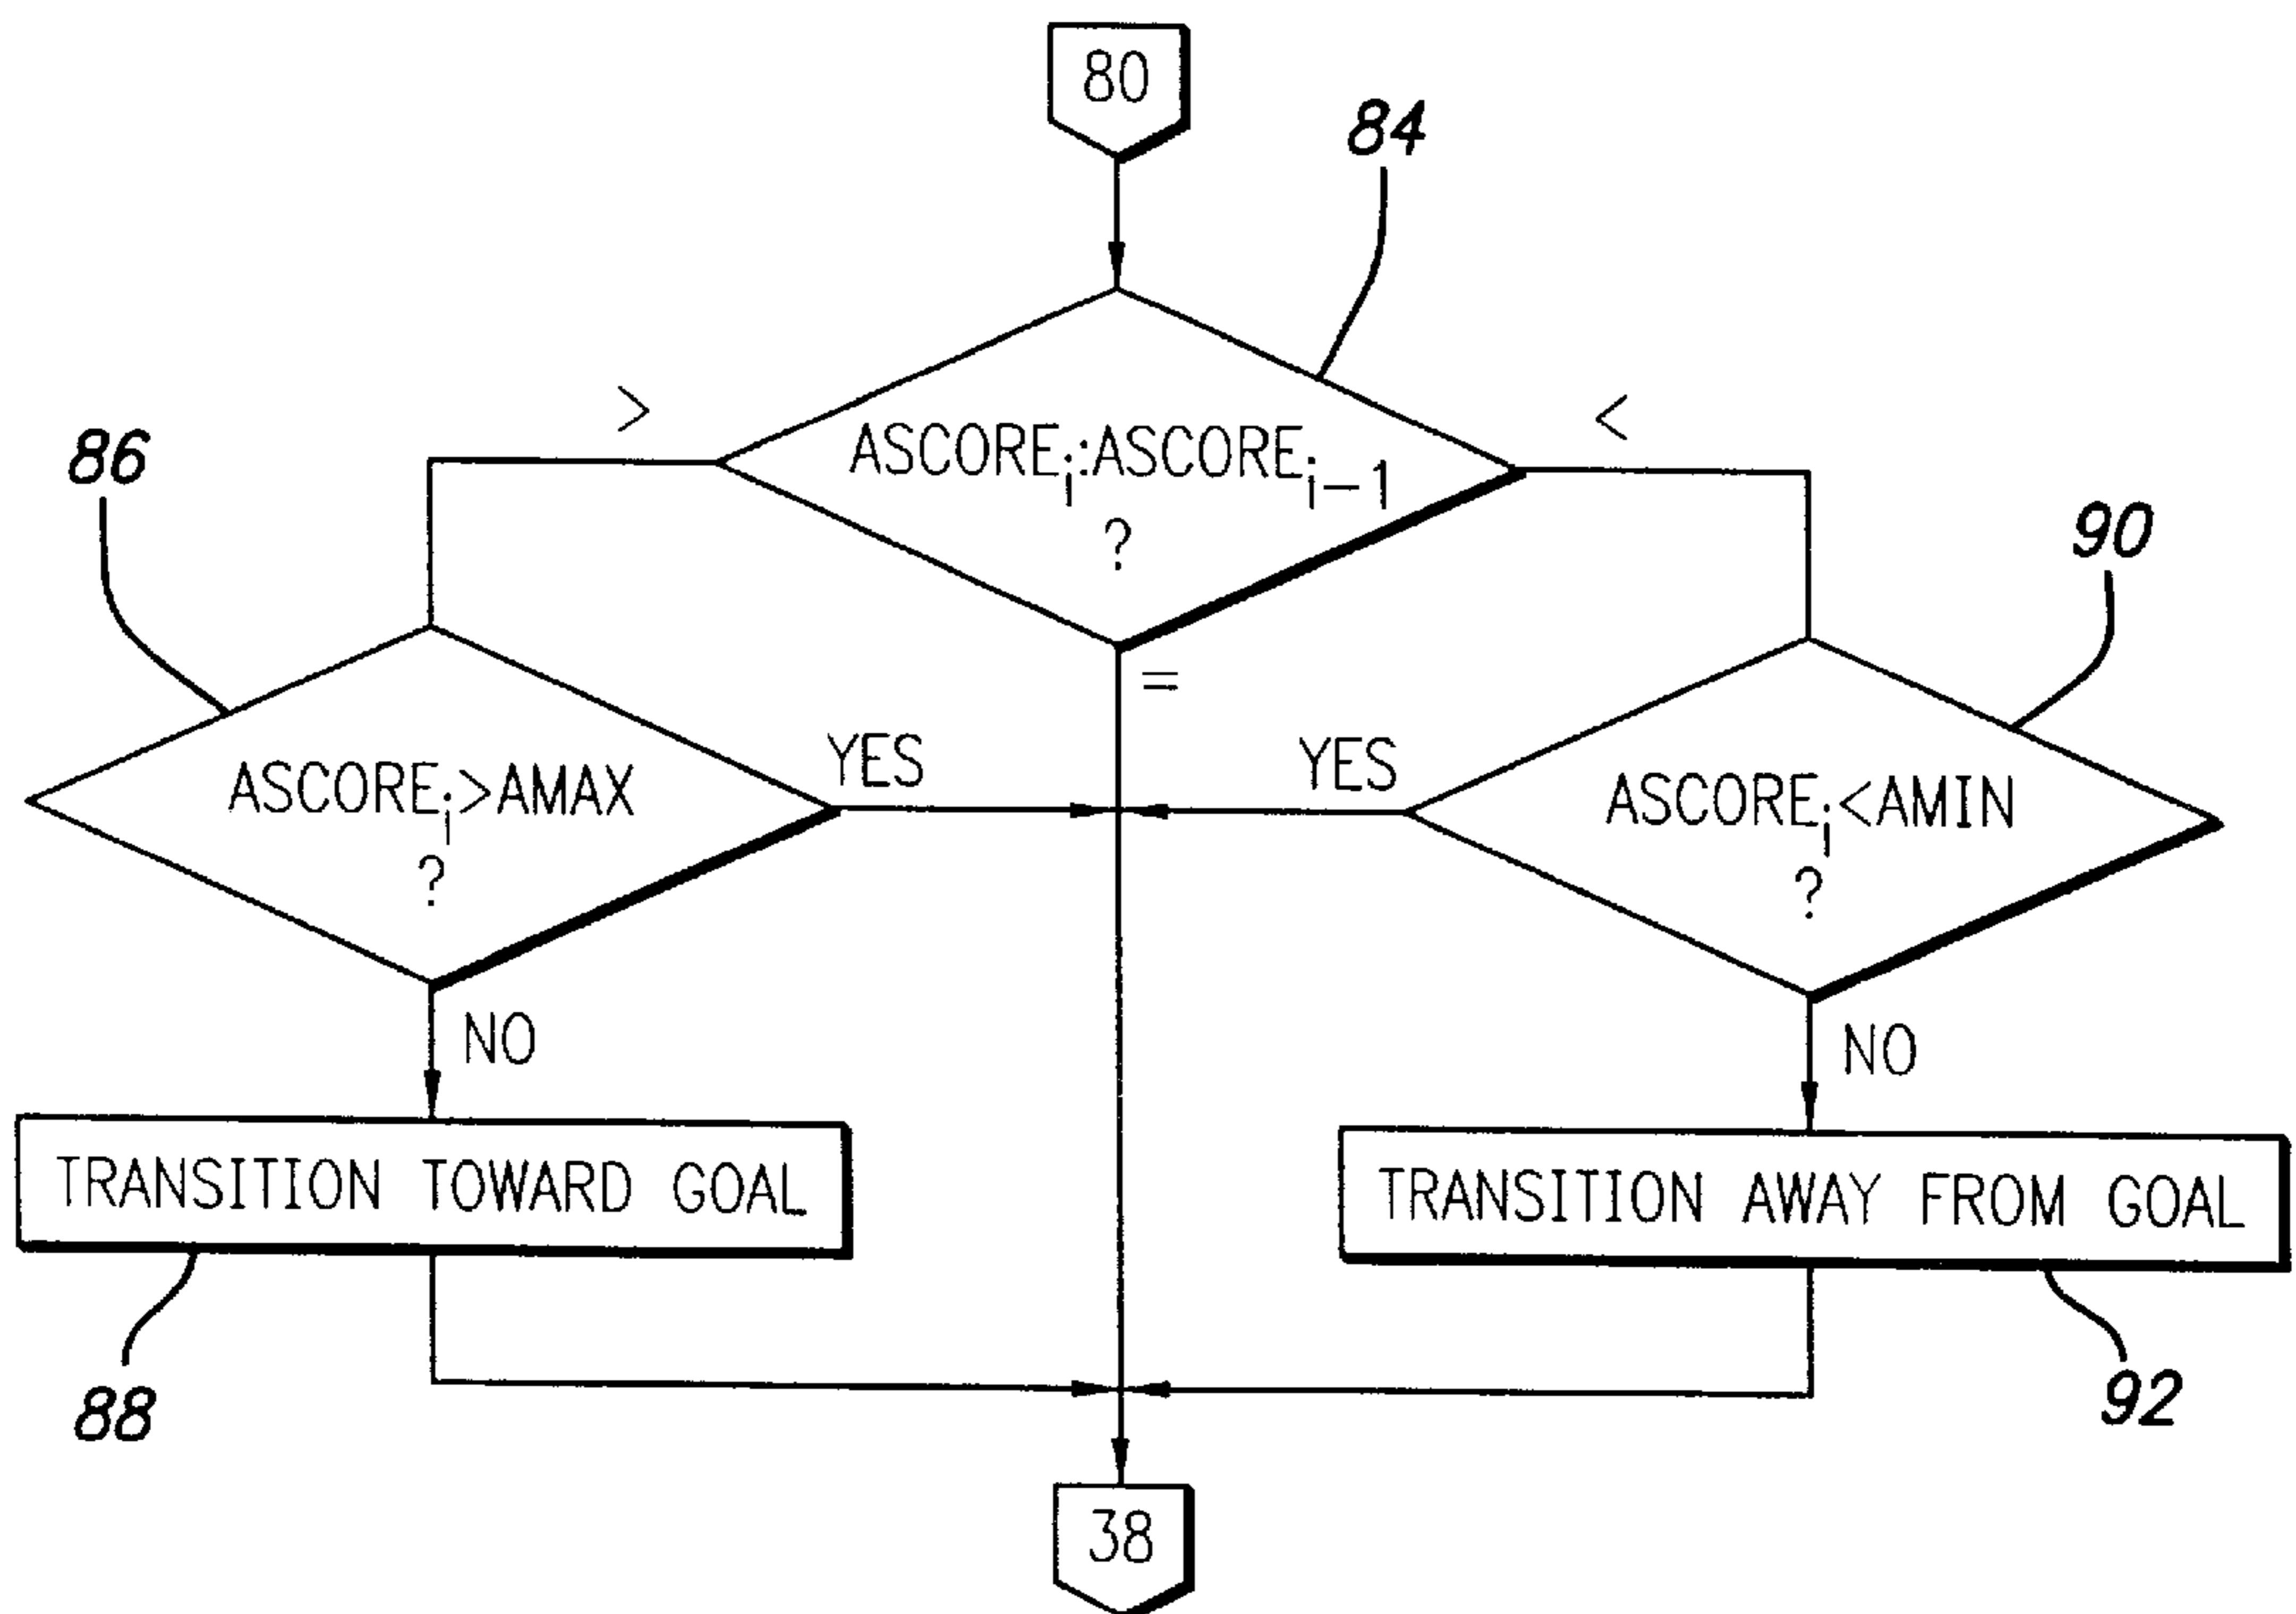 80
84
> <
86
ASCOREi:ASCOREi-1
?
90
=
YES YES
ASCOREi>AMAX
?
ASCOREi<AMIN
?
NO
NO
TRANSITION TOWARD GOAL
TRANSITION AWAY FROM GOAL
88
92
38